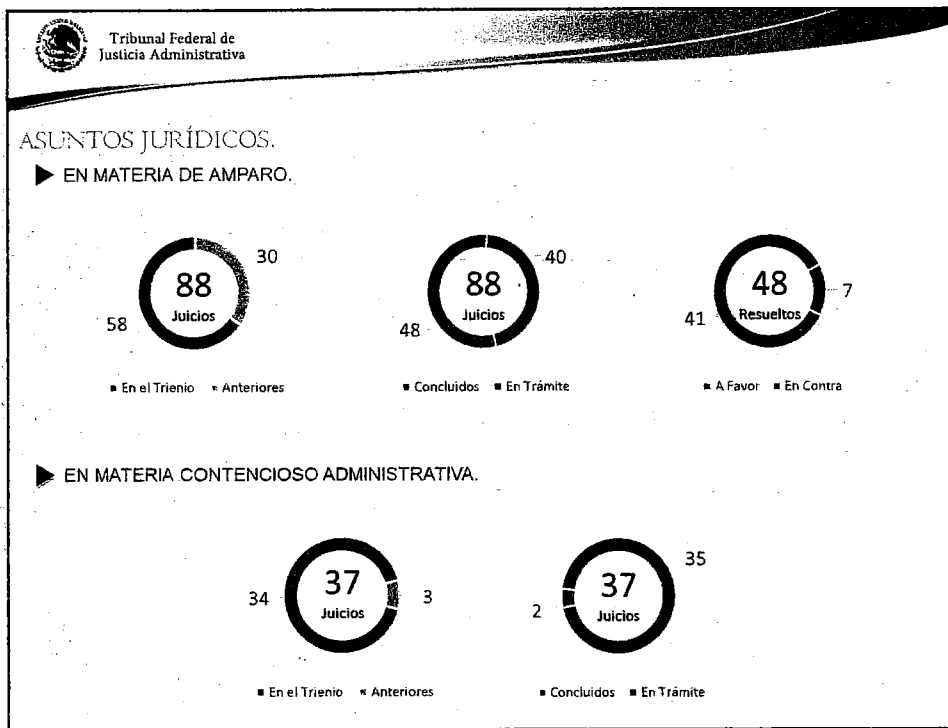 Tribunal Federal de
Justicia Administrativa
ASUNTOS JURÍDICOS.
EN MATERIA DE AMPARO.
88
Juicios
30
58
En el Trienio Anteriores
88
Juicios
40
48
Concluidos En Trámite
48
Resueltos
7
41
A Favor En Contra
EN MATERIA CONTENCIOSO ADMINISTRATIVA.
37
Juicios
34
3
En el Trienio Anteriores
37
Juicios
35
2
Concluidos En Trámite